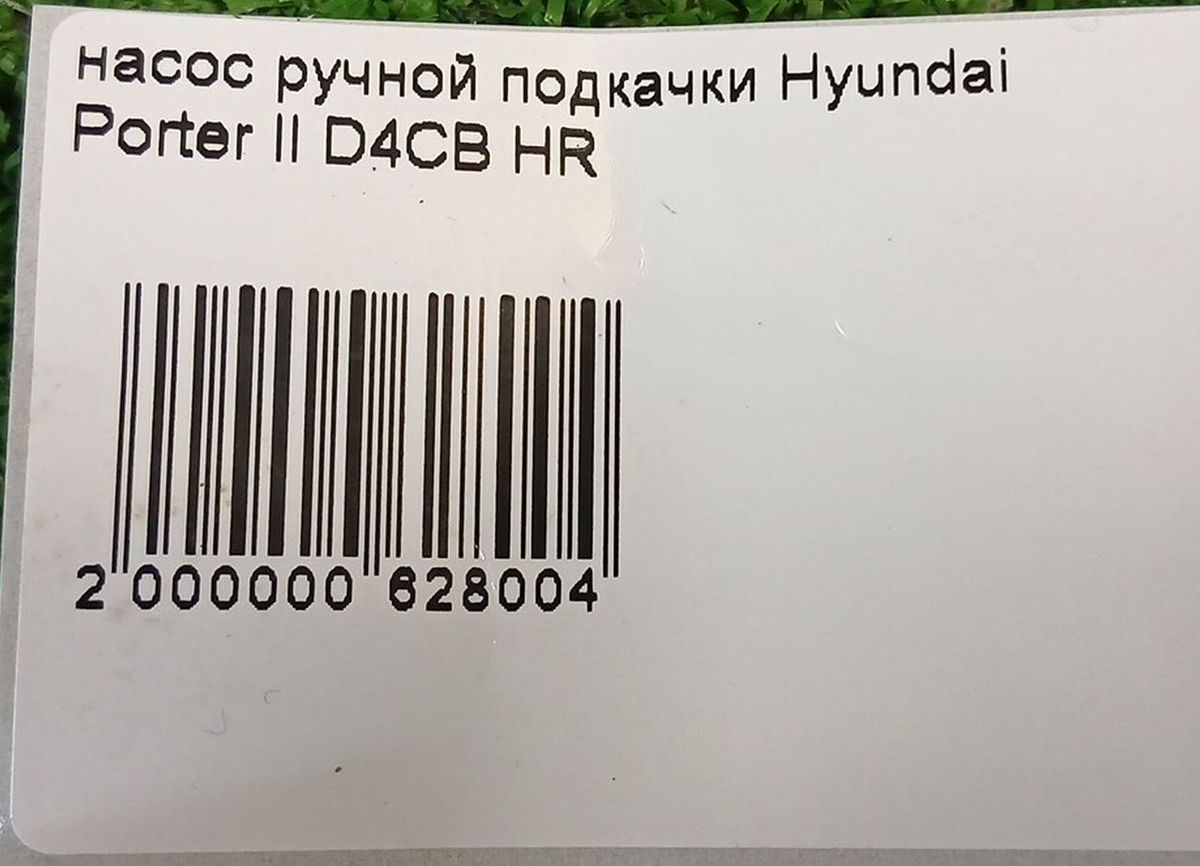 насос ручной подкачки Hyundai
Porter II D4CB HR
2 000000 628004